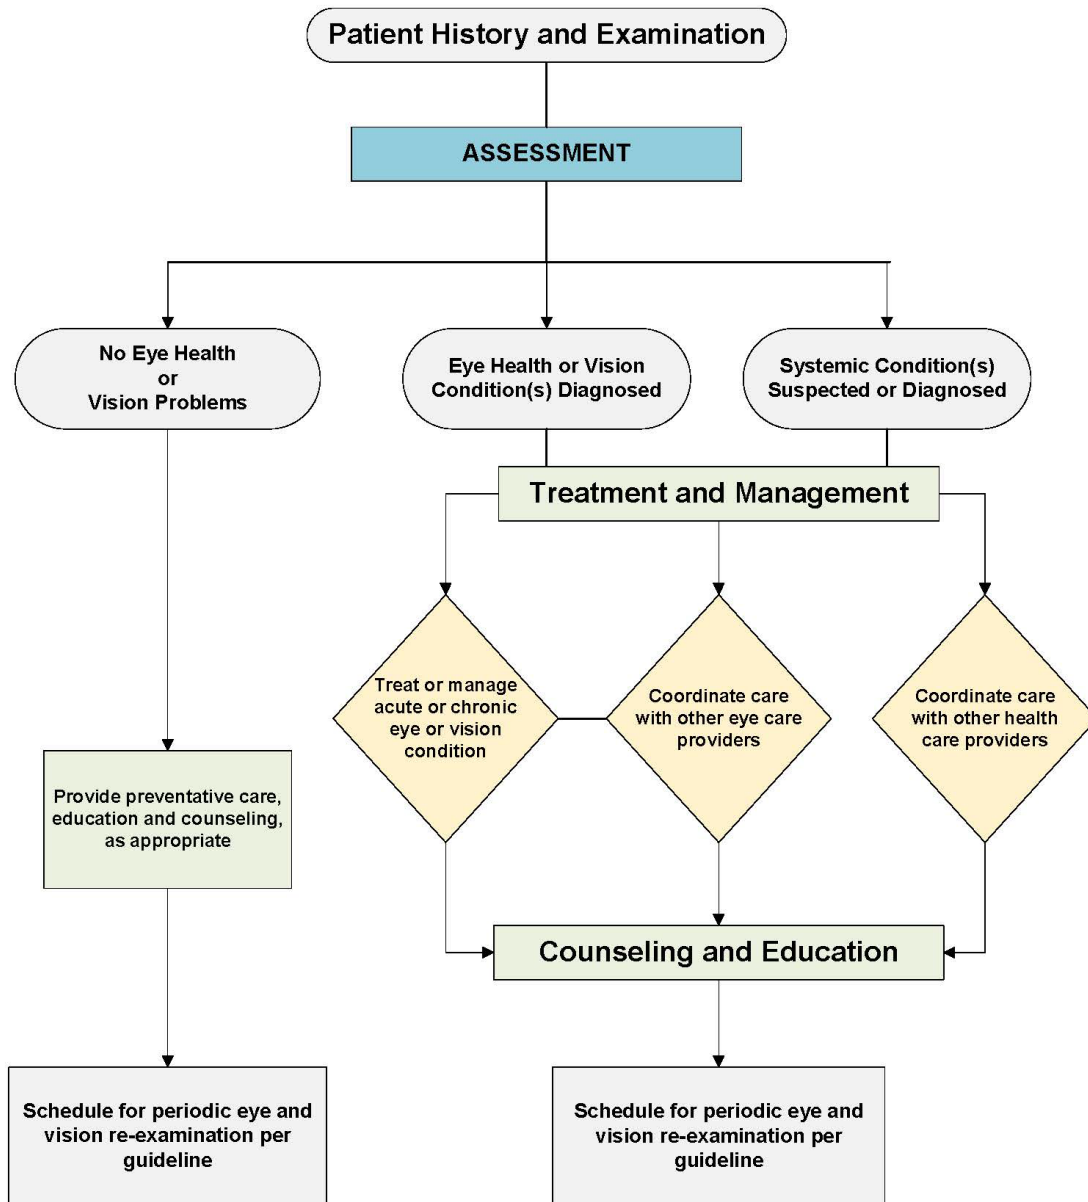 Patient History and Examination
ASSESSMENT
No Eye Health
or
Vision Problems
Eye Health or Vision
Condition(s) Diagnosed
Systemic Condition(s)
Suspected or Diagnosed
Treatment and Management
Treat or manage
acute or chronic
eye or vision
condition
Coordinate care
with other eye care
providers
Coordinate care
with other health
care providers
Provide preventative care,
education and counseling,
as appropriate
Counseling and Education
Schedule for periodic eye and
vision re-examination per
guideline
Schedule for periodic eye and
vision re-examination per
guideline